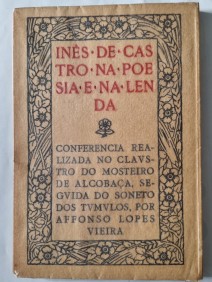 INÊS·DE·CAS
TRO·NA·POE
SIA·E·NA·LEN
DA
CONFERENCIA REA-
LIZADA NO CLAVS-
TRO DO MOSTEIRO
DE ALCOBAÇA, SE-
GVIDA DO SONETO
DOS TVMVLOS, POR
AFFONSO LOPES
VIEIRA